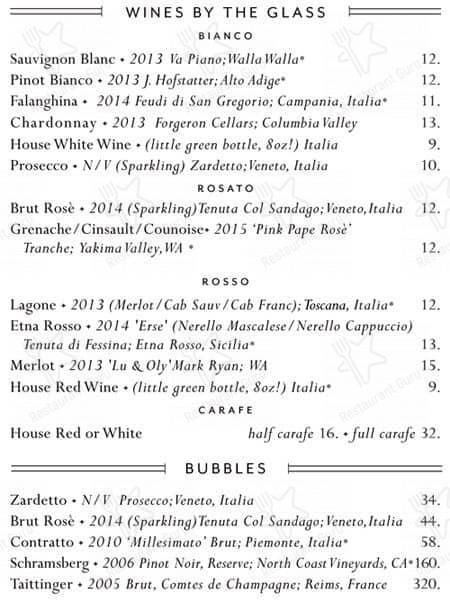 WINES BY THE GLASS
BIANCO
Sauvignon Blanc • 2013 Va Piano; Walla Walla* 12.
Pinot Bianco • 2013 J. Hofstatter; Alto Adige* 12.
Falanghina • 2014 Feudi di San Gregorio; Campania, Italia* 11.
Chardonnay • 2013 Forgeron Cellars; Columbia Valley 13.
House White Wine • (little green bottle, 8oz!) Italia 9.
Prosecco • N/V (Sparkling) Zardetto; Veneto, Italia 10.
ROSATO
Brut Rosè • 2014 (Sparkling) Tenuta Col Sandago; Veneto, Italia 12.
Grenache/Cinsault/Counoise• 2015 'Pink Pape Rosè'
Tranche; Yakima Valley, WA * 12.
ROSSO
Lagone • 2013 (Merlot/Cab Sauv/Cab Franc); Toscana, Italia* 12.
Etna Rosso • 2014 'Erse' (Nerello Mascalese/Nerello Cappuccio)
Tenuta di Fessina; Etna Rosso, Sicilia* 13.
Merlot • 2013 'Lu & Oly' Mark Ryan; WA 15.
House Red Wine • (little green bottle, 8oz!) Italia* 9.
CARAFE
House Red or White half carafe 16. • full carafe 32.
BUBBLES
Zardetto • N/V Prosecco; Veneto, Italia 34.
Brut Rosè • 2014 (Sparkling) Tenuta Col Sandago; Veneto, Italia 44.
Contratto • 2010 'Millesimato' Brut; Piemonte, Italia* 58.
Schramsberg • 2006 Pinot Noir, Reserve; North Coast Vineyards, CA* 160.
Taittinger • 2005 Brut, Comtes de Champagne; Reims, France 320.
Restaurant Guru